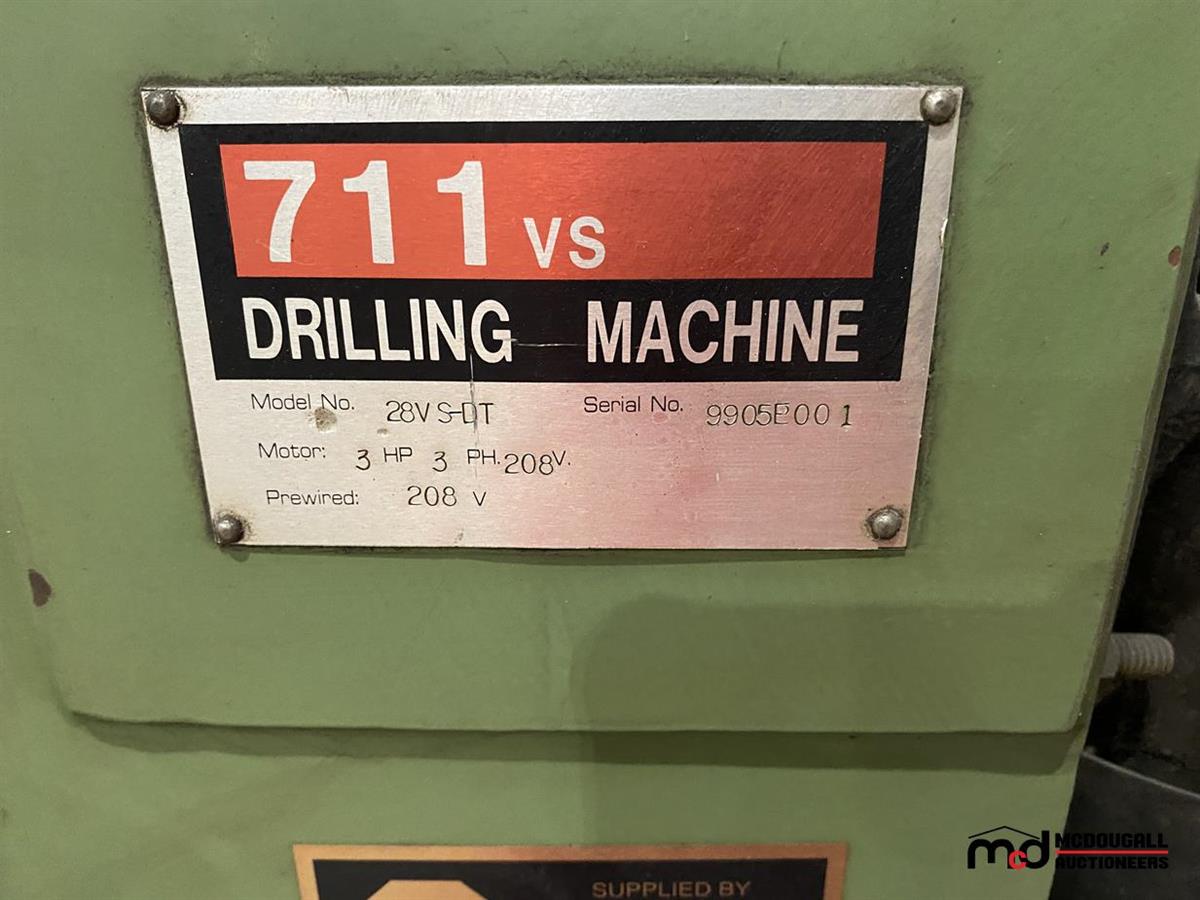 711 VS
DRILLING MACHINE
Model No. 28VS-DT Serial No. 9905E001
Motor: 3 HP 3 PH. 208V.
Prewired: 208 V
SUPPLIED BY
mcd MCDOUGALL
AUCTIONEERS